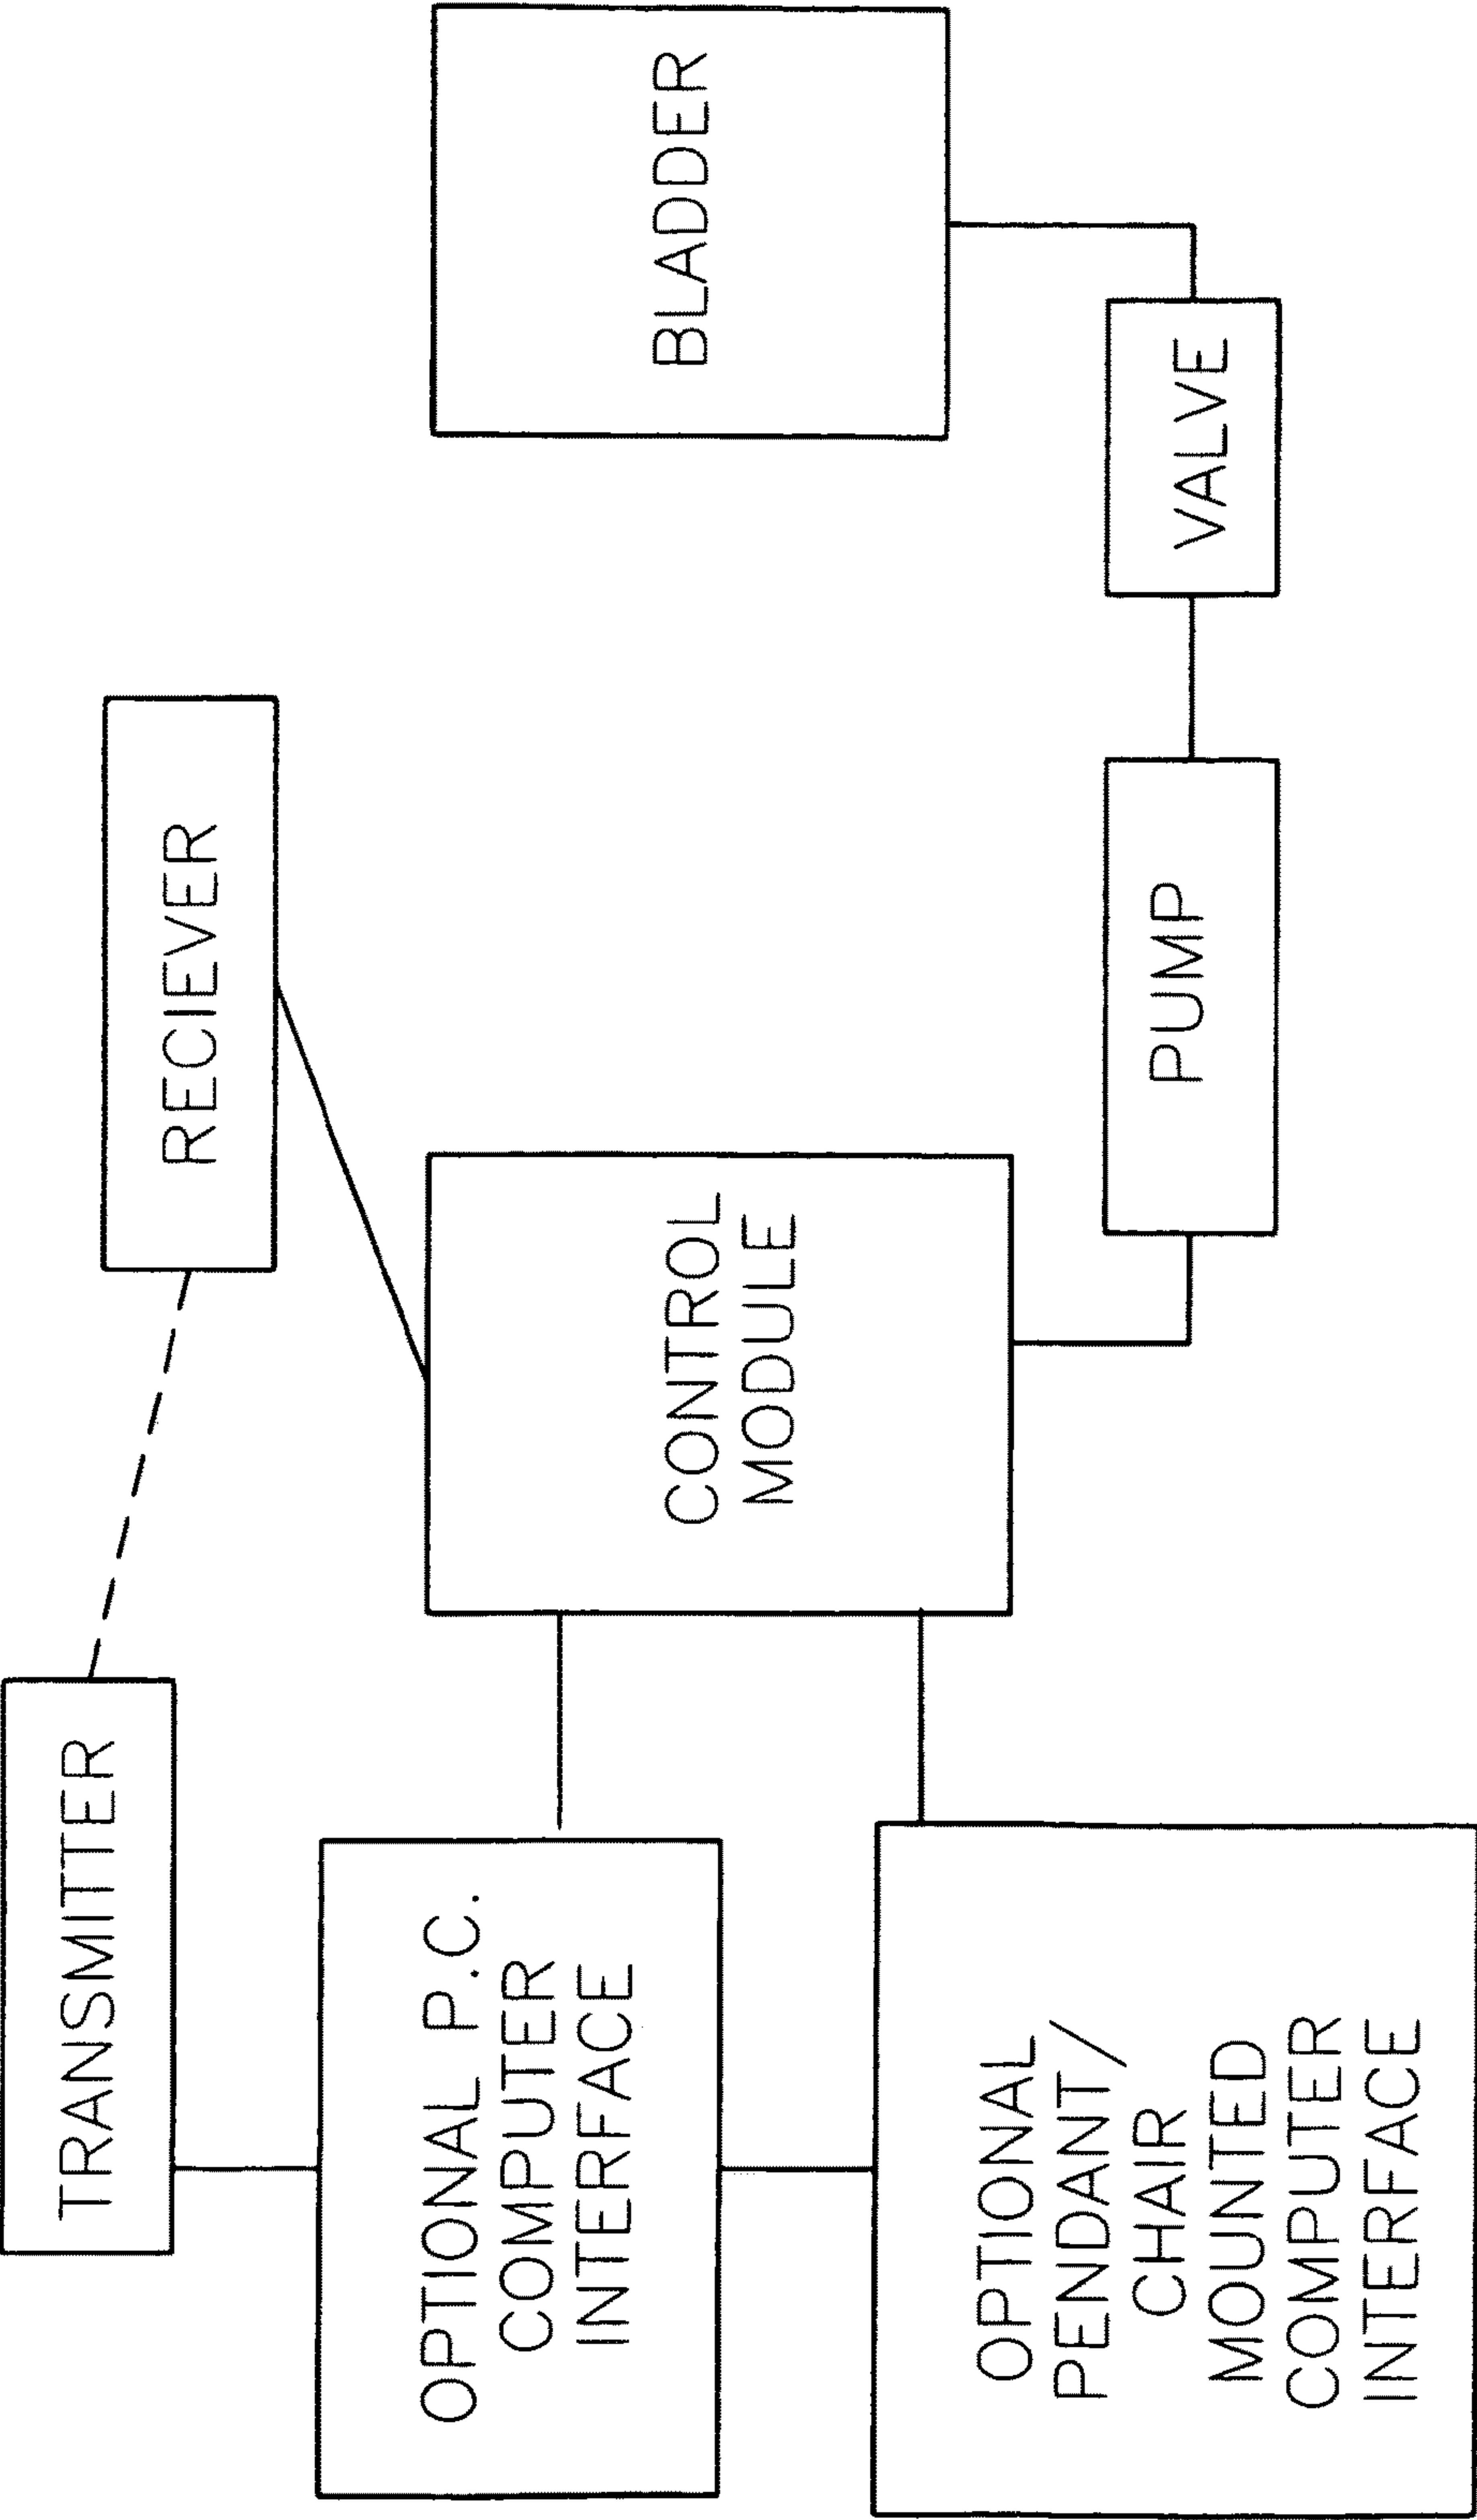 TRANSMITTER
RECIEVER
OPTIONAL P.C.
COMPUTER
INTERFACE
CONTROL
MODULE
BLADDER
OPTIONAL
PENDANT/
CHAIR
MOUNTED
COMPUTER
INTERFACE
PUMP
VALVE